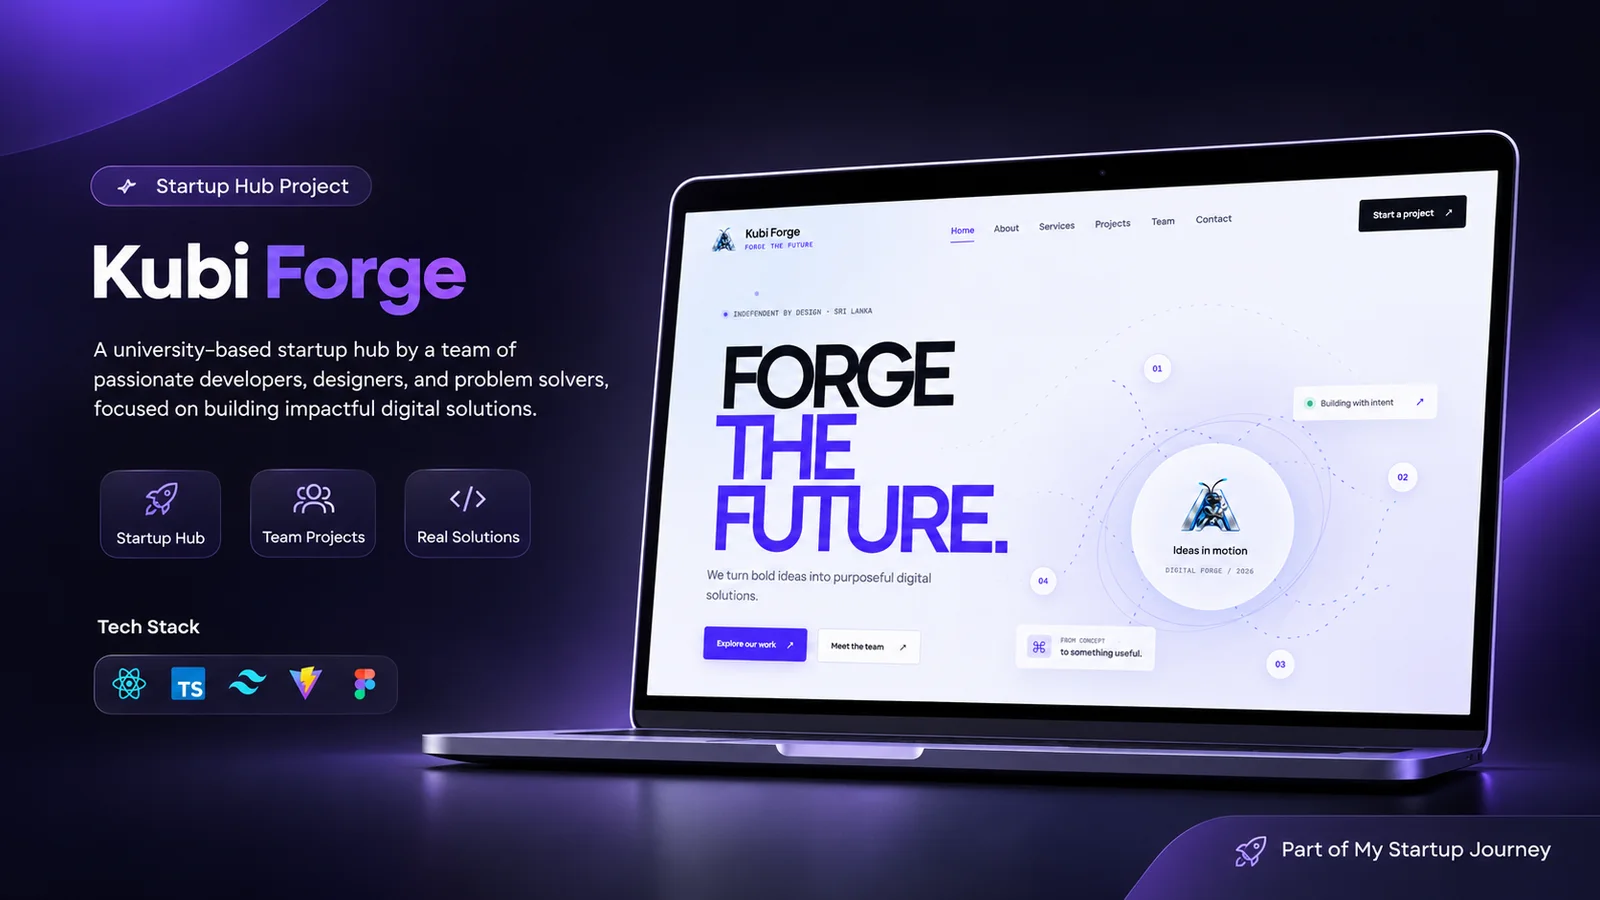 Startup Hub Project
Kubi Forge
A university-based startup hub by a team of
passionate developers, designers, and problem solvers,
focused on building impactful digital solutions.
Startup Hub
Team Projects
Real Solutions
Tech Stack
TS
Kubi Forge
FORGE THE FUTURE
Home
About
Services
Projects
Team
Contact
Start a project
INDEPENDENT BY DESIGN · SRI LANKA
FORGE
THE
FUTURE.
We turn bold ideas into purposeful digital
solutions.
Explore our work
Meet the team
01
Building with intent
02
Ideas in motion
DIGITAL FORGE / 2026
04
FROM CONCEPT
to something useful.
03
Part of My Startup Journey